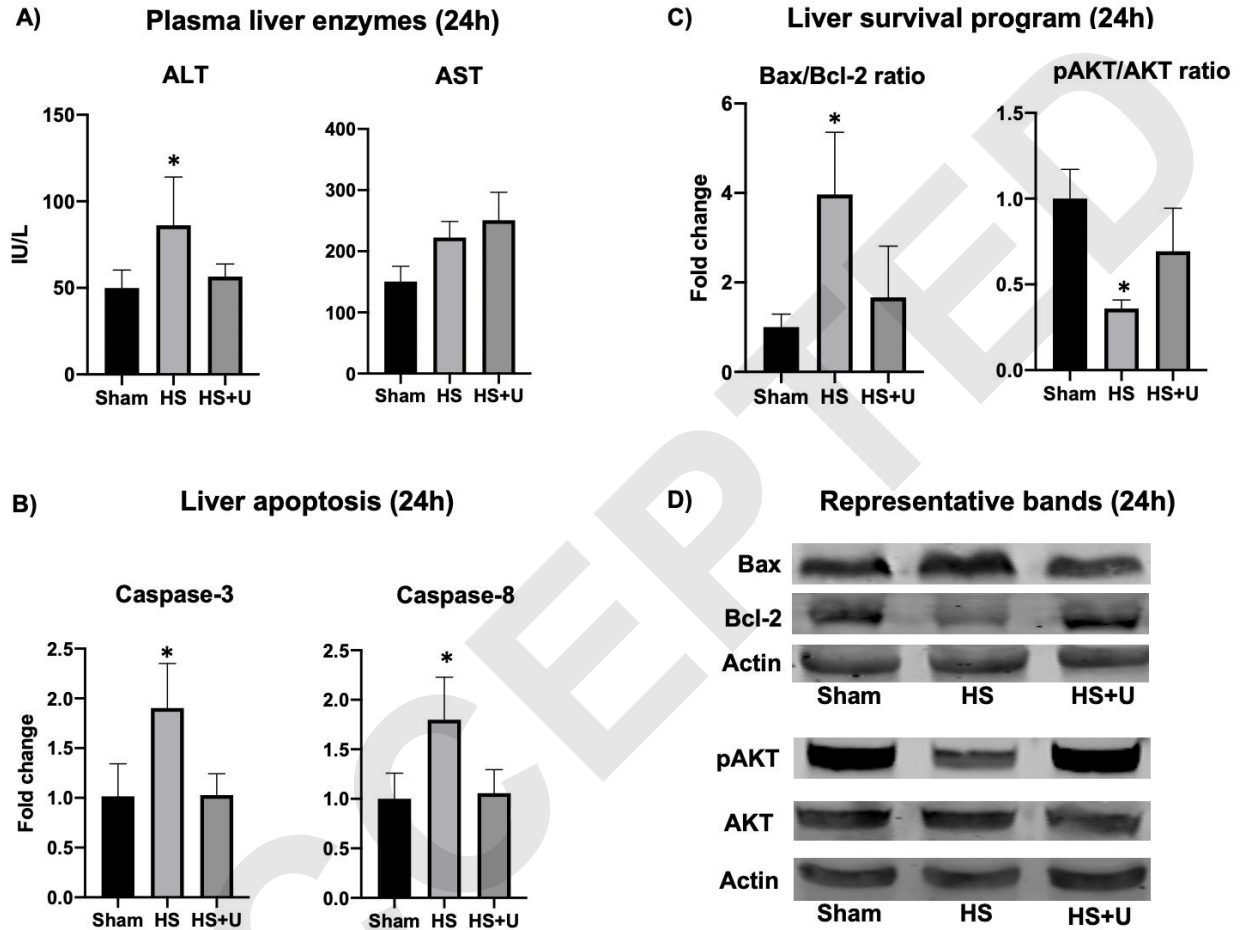 A) Plasma liver enzymes (24h)
ALT
IU/L
150
100
50
0
*
Sham HS HS+U
AST
400
300
200
100
0
Sham HS HS+U
B) Liver apoptosis (24h)
Caspase-3
Fold change
2.5
2.0
1.5
1.0
0.5
0.0
*
Sham HS HS+U
Caspase-8
2.5
2.0
1.5
1.0
0.5
0.0
*
Sham HS HS+U
C) Liver survival program (24h)
Bax/Bcl-2 ratio
Fold change
6
4
2
0
*
Sham HS HS+U
pAKT/AKT ratio
1.5
1.0
0.5
0.0
*
Sham HS HS+U
D) Representative bands (24h)
Bax
Bcl-2
Actin
Sham HS HS+U
pAKT
AKT
Actin
Sham HS HS+U
CCEPTED